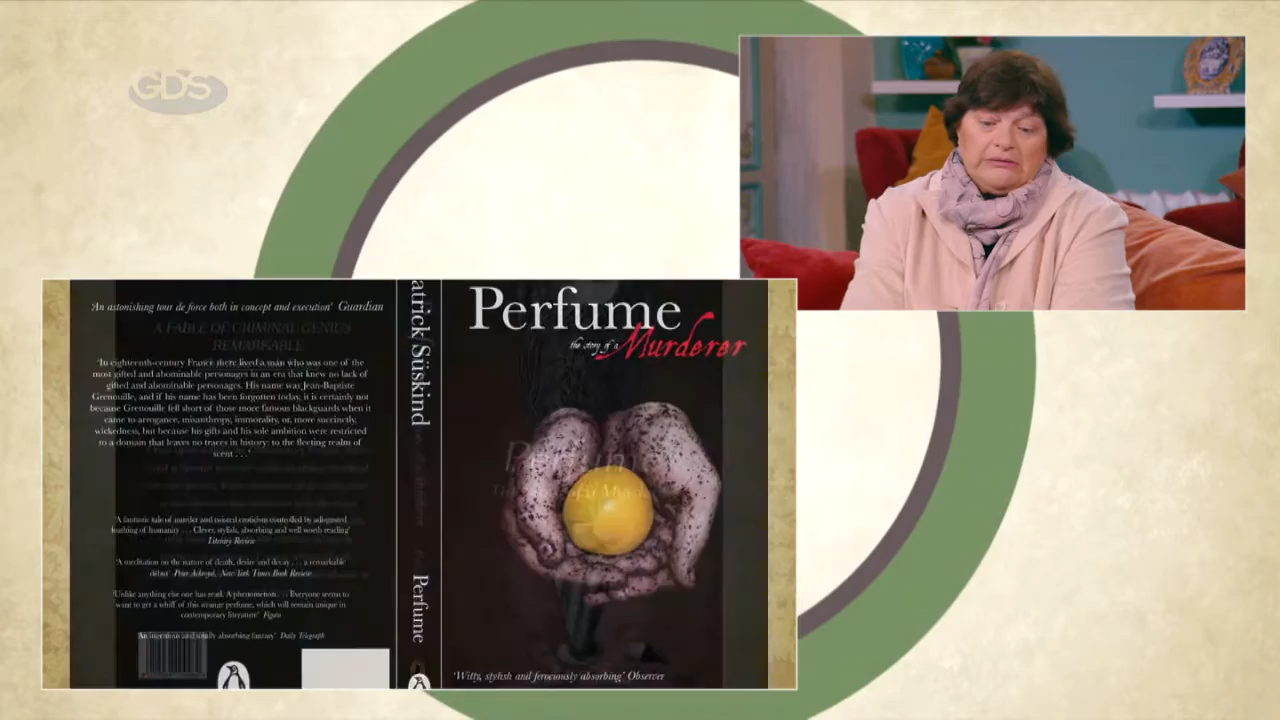 GDS
'An astonishing tour de force both in concept and execution' Guardian
A FABLE OF CRIMINAL GENIUS
REMARKABLE
'In eighteenth-century France there lived a man who was one of the
most gifted and abominable personages in an era that knew no lack of
gifted and abominable personages. His name was Jean-Baptiste
Grenouille, and if his name has been forgotten today, it is certainly not
because Grenouille fell short of those more famous blackguards when it
came to arrogance, misanthropy, immorality, or, more succinctly,
wickedness, but because his gifts and his sole ambition were restricted
to a domain that leaves no traces in history: to the fleeting realm of
scent . . .'
'A fantastic tale of murder and twisted eroticism controlled by a disgusted
loathing of humanity . . . Clever, stylish, absorbing and well worth reading'
Literary Review
'A meditation on the nature of death, desire and decay . . . a remarkable
début' Peter Ackroyd, New York Times Book Review
'Unlike anything else one has read. A phenomenon . . . Everyone seems to
want to get a whiff of this strange perfume, which will remain unique in
contemporary literature' Figaro
'An ingenious and totally absorbing fantasy' Daily Telegraph
atrick Süskind
Perfume
Perfume
the story of a Murderer
'Witty, stylish and ferociously absorbing' Observer